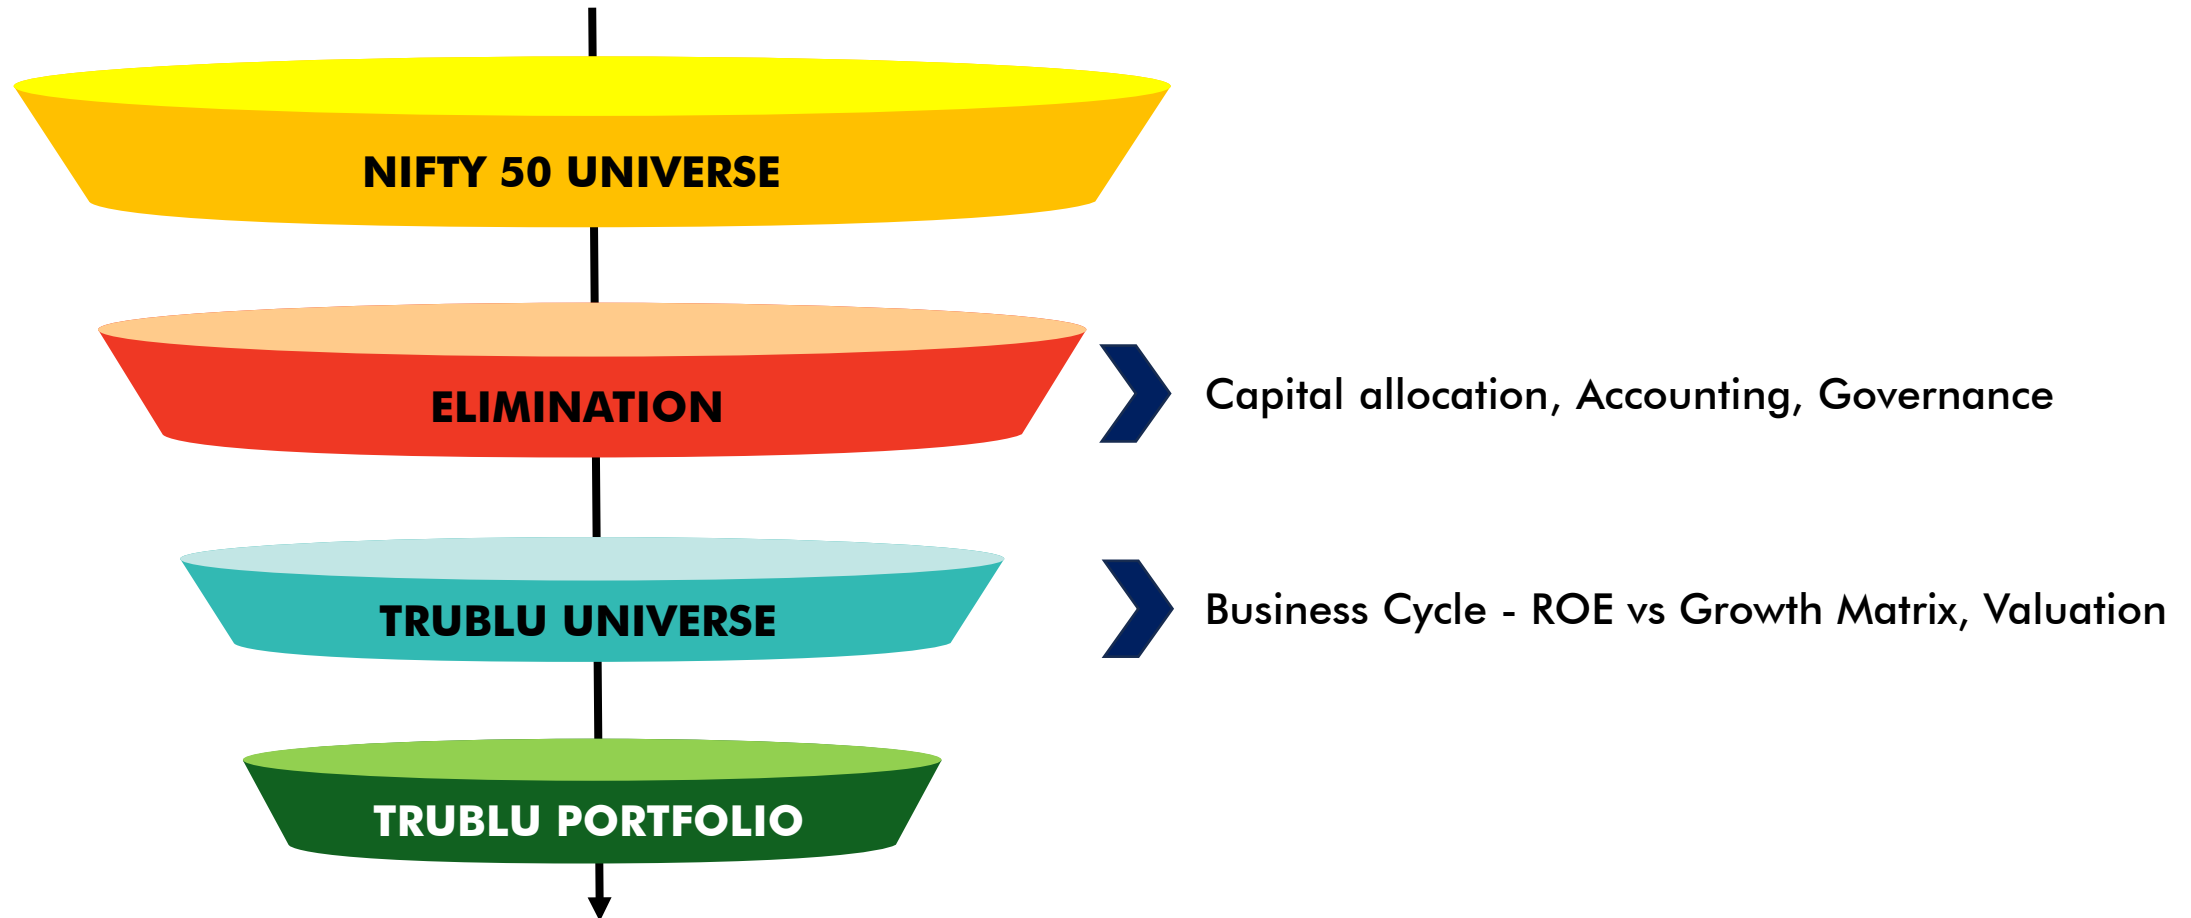 NIFTY 50 UNIVERSE
ELIMINATION
Capital allocation, Accounting, Governance
TRUBLU UNIVERSE
Business Cycle - ROE vs Growth Matrix, Valuation
TRUBLU PORTFOLIO